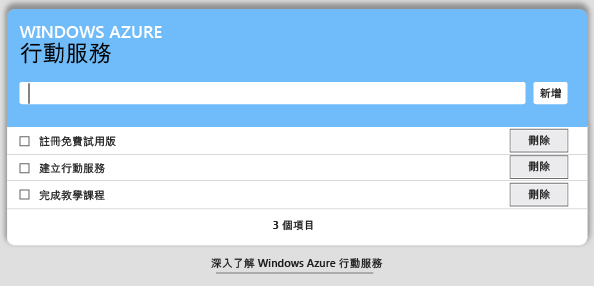 WINDOWS AZURE
行動服務
新增
註冊免費試用版 刪除
建立行動服務 刪除
完成教學課程 刪除
3 個項目
深入了解 Windows Azure 行動服務